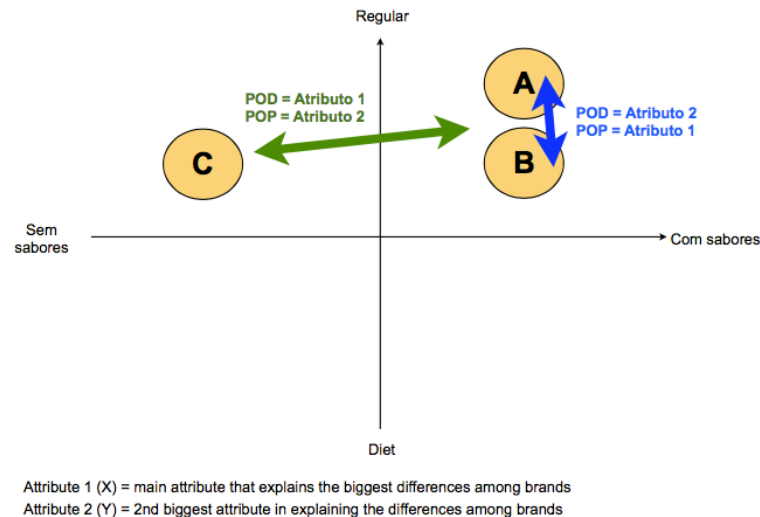 Regular
A
POD = Atributo 1
POP = Atributo 2
POD = Atributo 2
POP = Atributo 1
C
B
Sem
sabores
Com sabores
Diet
Attribute 1 (X) = main attribute that explains the biggest differences among brands
Attribute 2 (Y) = 2nd biggest attribute in explaining the differences among brands